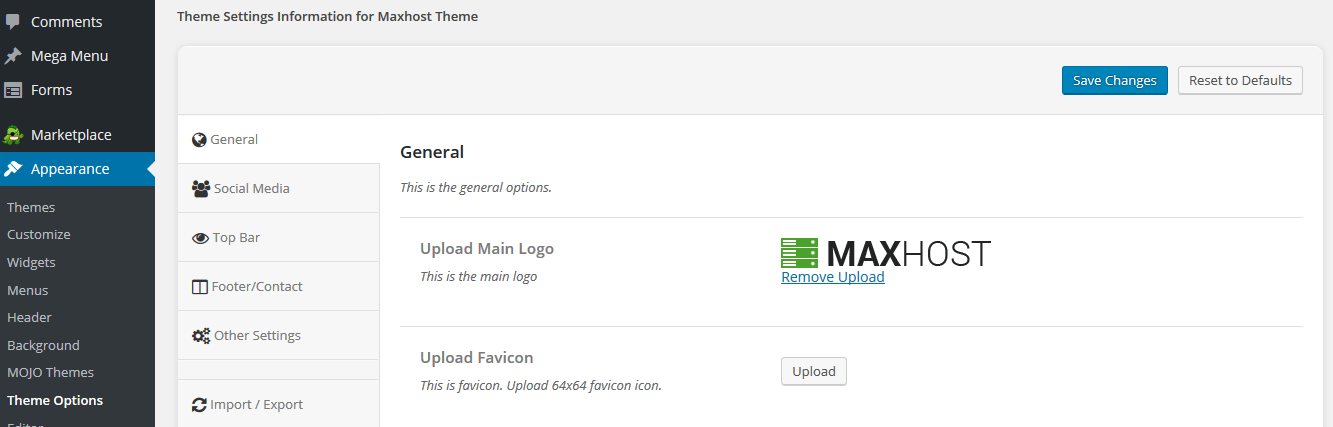 Comments
Mega Menu
Forms
Marketplace
Appearance
Themes
Customize
Widgets
Menus
Header
Background
MOJO Themes
Theme Options
Editor
Theme Settings Information for Maxhost Theme
Save Changes
Reset to Defaults
General
Social Media
Top Bar
Footer/Contact
Other Settings
Import / Export
General
This is the general options.
Upload Main Logo
This is the main logo
MAXHOST
Remove Upload
Upload Favicon
This is favicon. Upload 64x64 favicon icon.
Upload